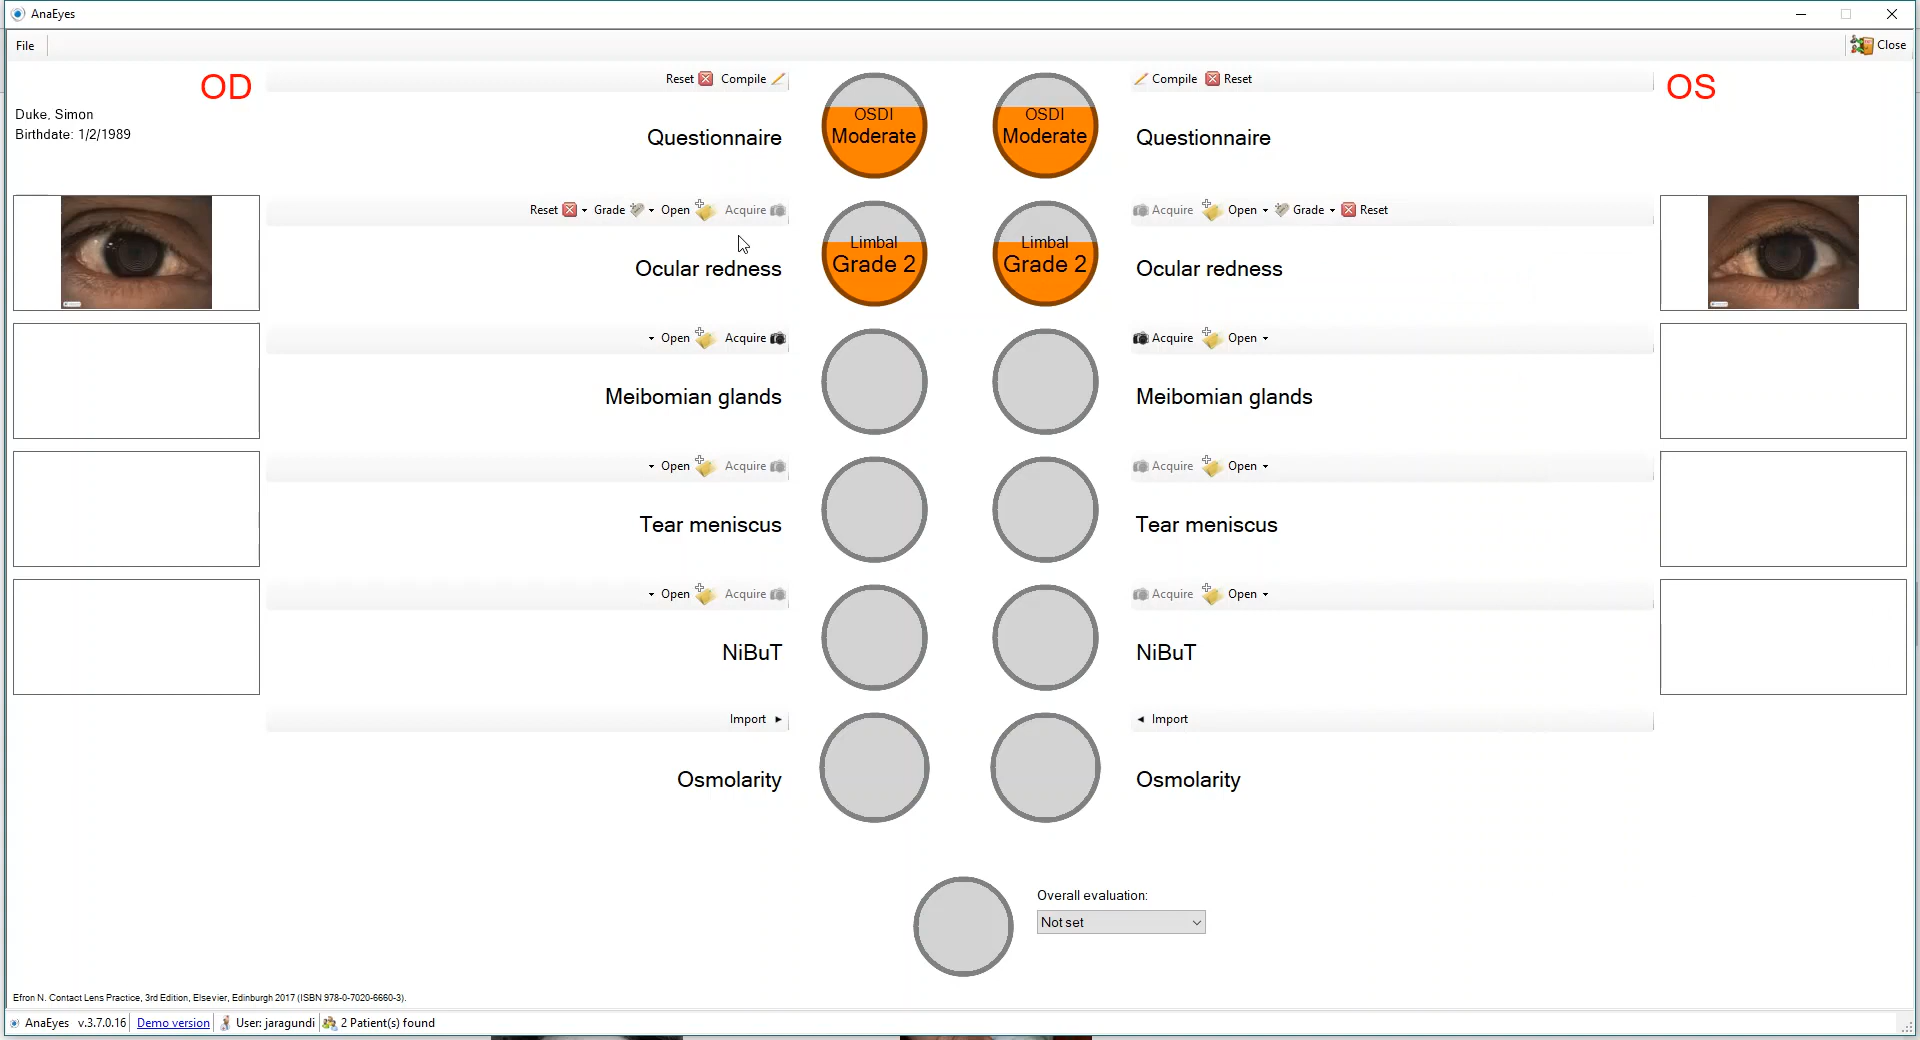 AnaEyes
File
Close
OD
Duke, Simon
Birthdate: 1/2/1989
Reset Compile
Questionnaire
OSDI
Moderate
OSDI
Moderate
Compile Reset
Questionnaire
OS
Reset Grade Open Acquire
Ocular redness
Limbal
Grade 2
Limbal
Grade 2
Acquire Open Grade Reset
Ocular redness
Open Acquire
Meibomian glands
Acquire Open
Meibomian glands
Open Acquire
Tear meniscus
Acquire Open
Tear meniscus
Open Acquire
NiBuT
Acquire Open
NiBuT
Import
Osmolarity
Import
Osmolarity
Overall evaluation:
Not set
Efron N. Contact Lens Practice, 3rd Edition, Elsevier, Edinburgh 2017 (ISBN 978-0-7020-6660-3).
AnaEyes v.3.7.0.16 Demo version User: jaragundi 2 Patient(s) found